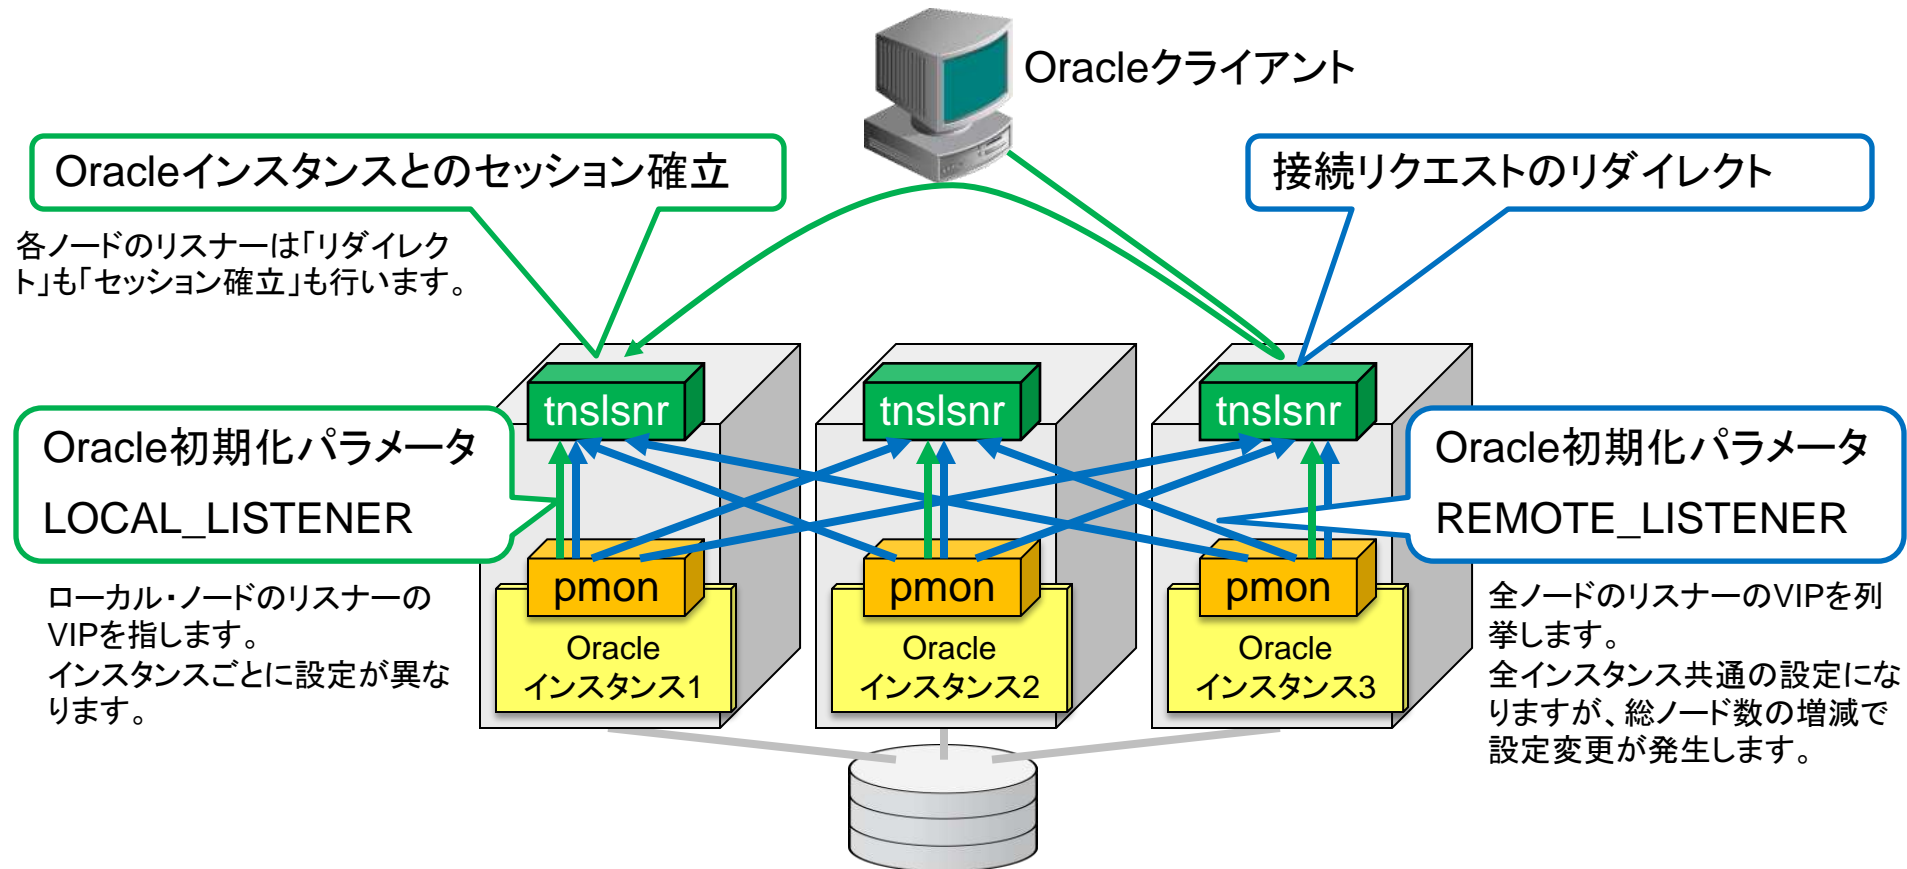 Oracleクライアント
Oracleインスタンスとのセッション確立
接続リクエストのリダイレクト
各ノードのリスナーは｢リダイレク
ト｣も｢セッション確立｣も行います。
tnslsnr
tnslsnr
tnslsnr
Oracle初期化パラメータ
LOCAL_LISTENER
Oracle初期化パラメータ
REMOTE_LISTENER
pmon
pmon
pmon
ローカル・ノードのリスナーの
VIPを指します。
インスタンスごとに設定が異な
ります。
Oracle
インスタンス1
Oracle
インスタンス2
Oracle
インスタンス3
全ノードのリスナーのVIPを列
挙します。
全インスタンス共通の設定にな
りますが、総ノード数の増減で
設定変更が発生します。